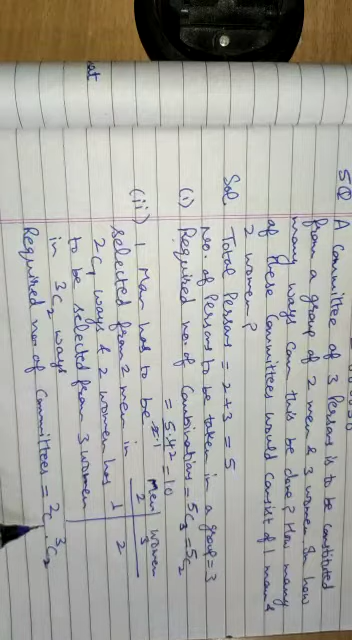 5Q A Committee of 3 Persons is to be constituted
from a group of 2 men & 3 women. In how
many ways can this be done? How many
of these Committees would consist of 1 man &
2 women?
Sol Total Persons = 2+3 = 5
No. of Persons to be taken in a group = 3
(i) Required no. of Combinations = 5C3 = 5C2
= 5.4/2 = 10
(ii) 1 Man has to be
selected from 2 men in
2C1 ways & 2 women has
to be selected from 3 women
in 3C2 ways
Men women
2 3
1 2
Required no. of Committees = 2C1 . 3C2